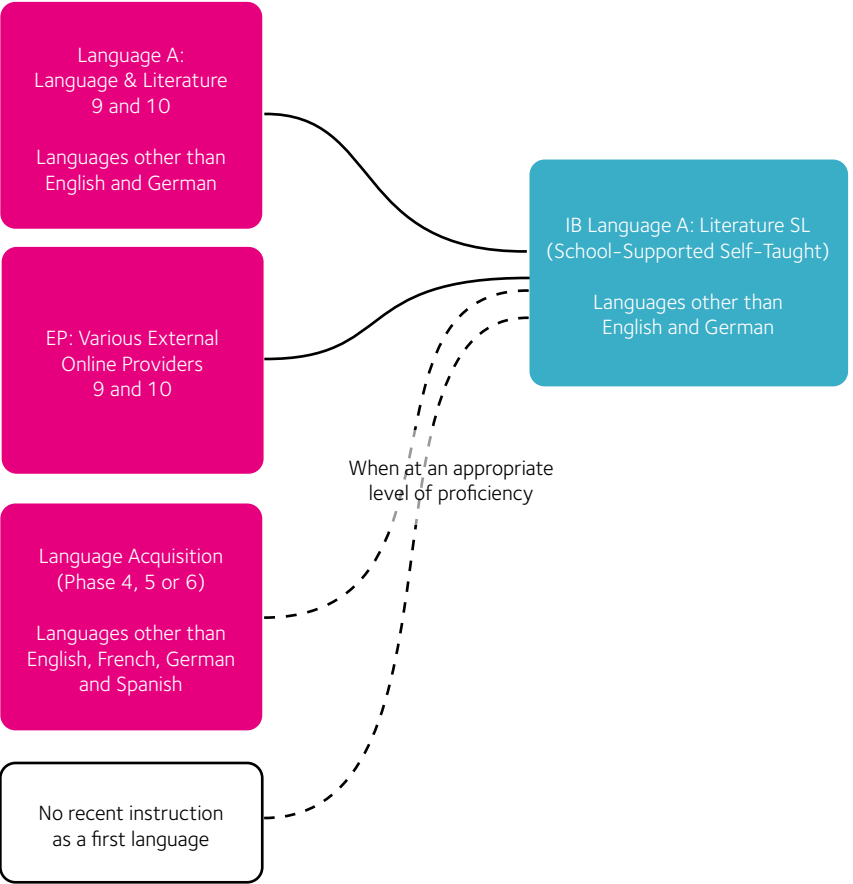 Language A:
Language & Literature
9 and 10
Languages other than
English and German
EP: Various External
Online Providers
9 and 10
Language Acquisition
(Phase 4, 5 or 6)
Languages other than
English, French, German
and Spanish
No recent instruction
as a first language
When at an appropriate
level of proficiency
IB Language A: Literature SL
(School-Supported Self-Taught)
Languages other than
English and German